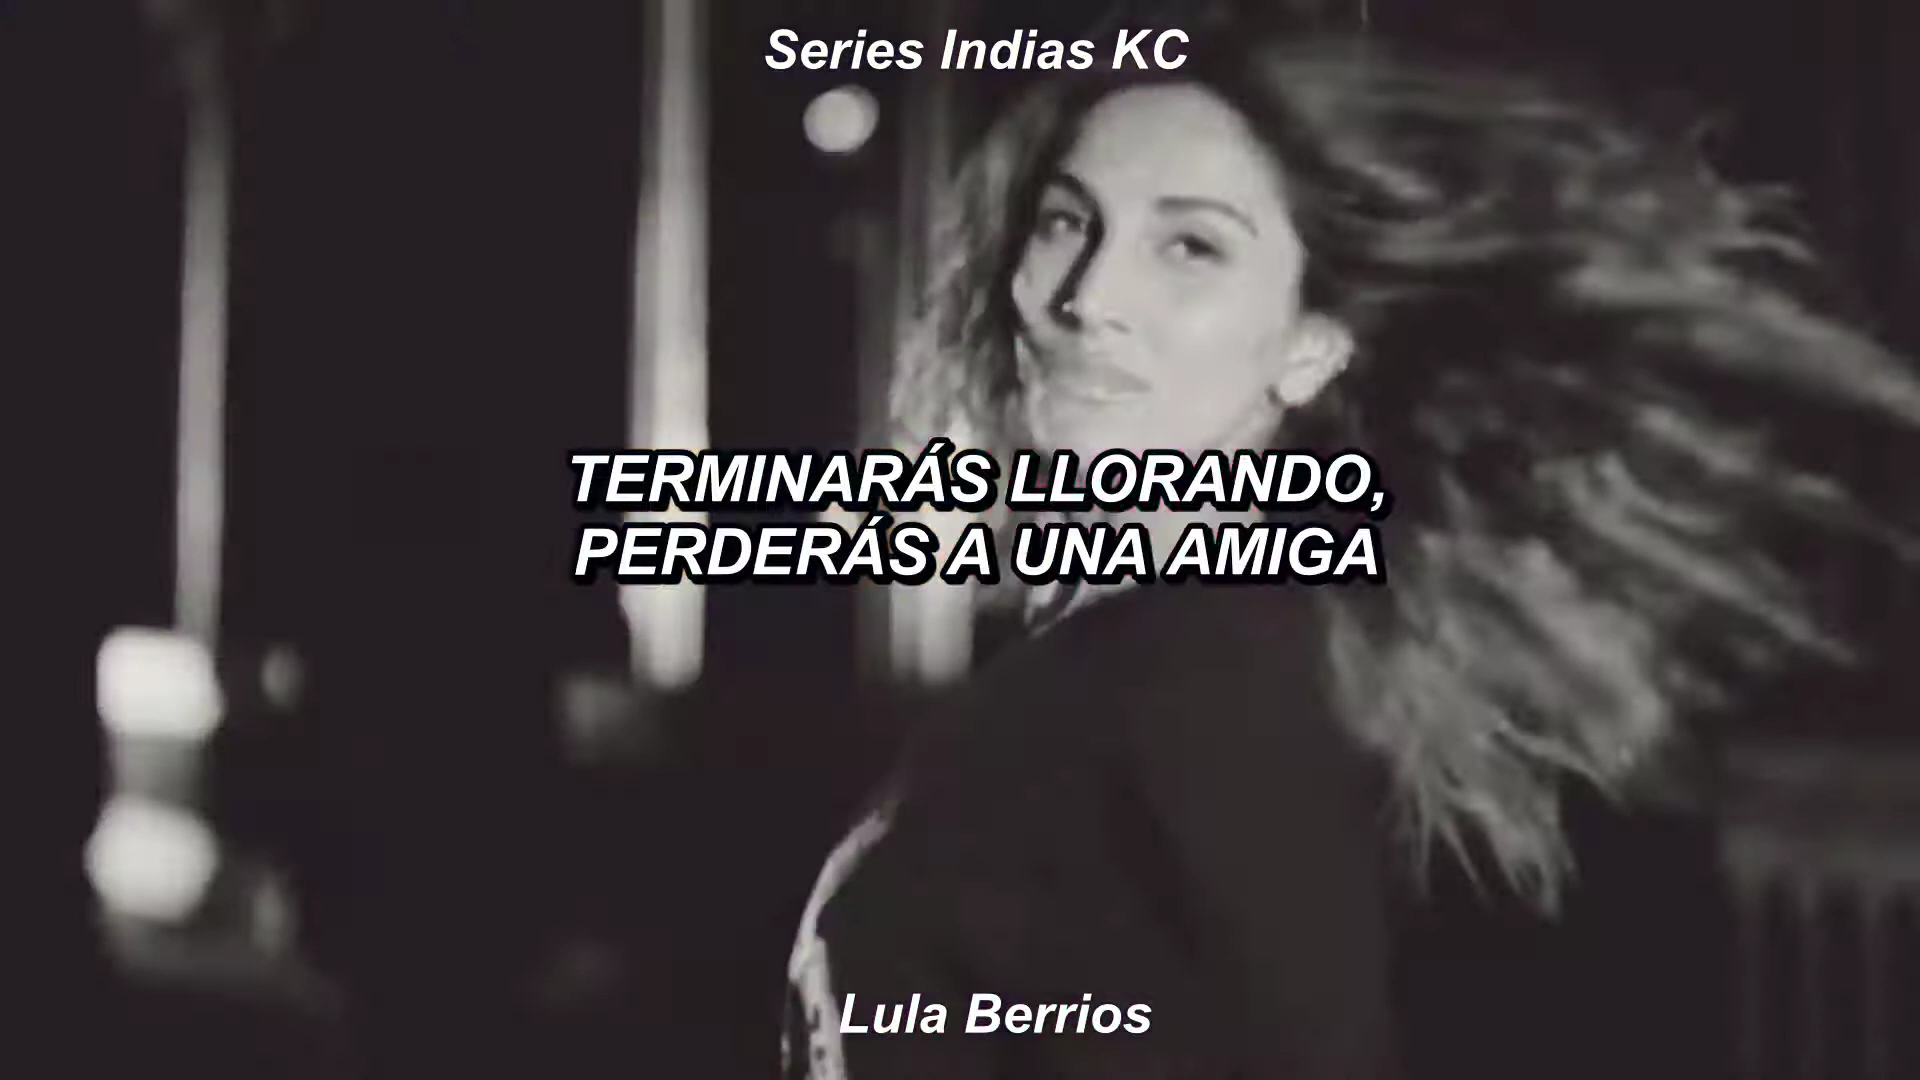 Series Indias KC
TERMINARÁS LLORANDO,
PERDERÁS A UNA AMIGA
Lula Berrios